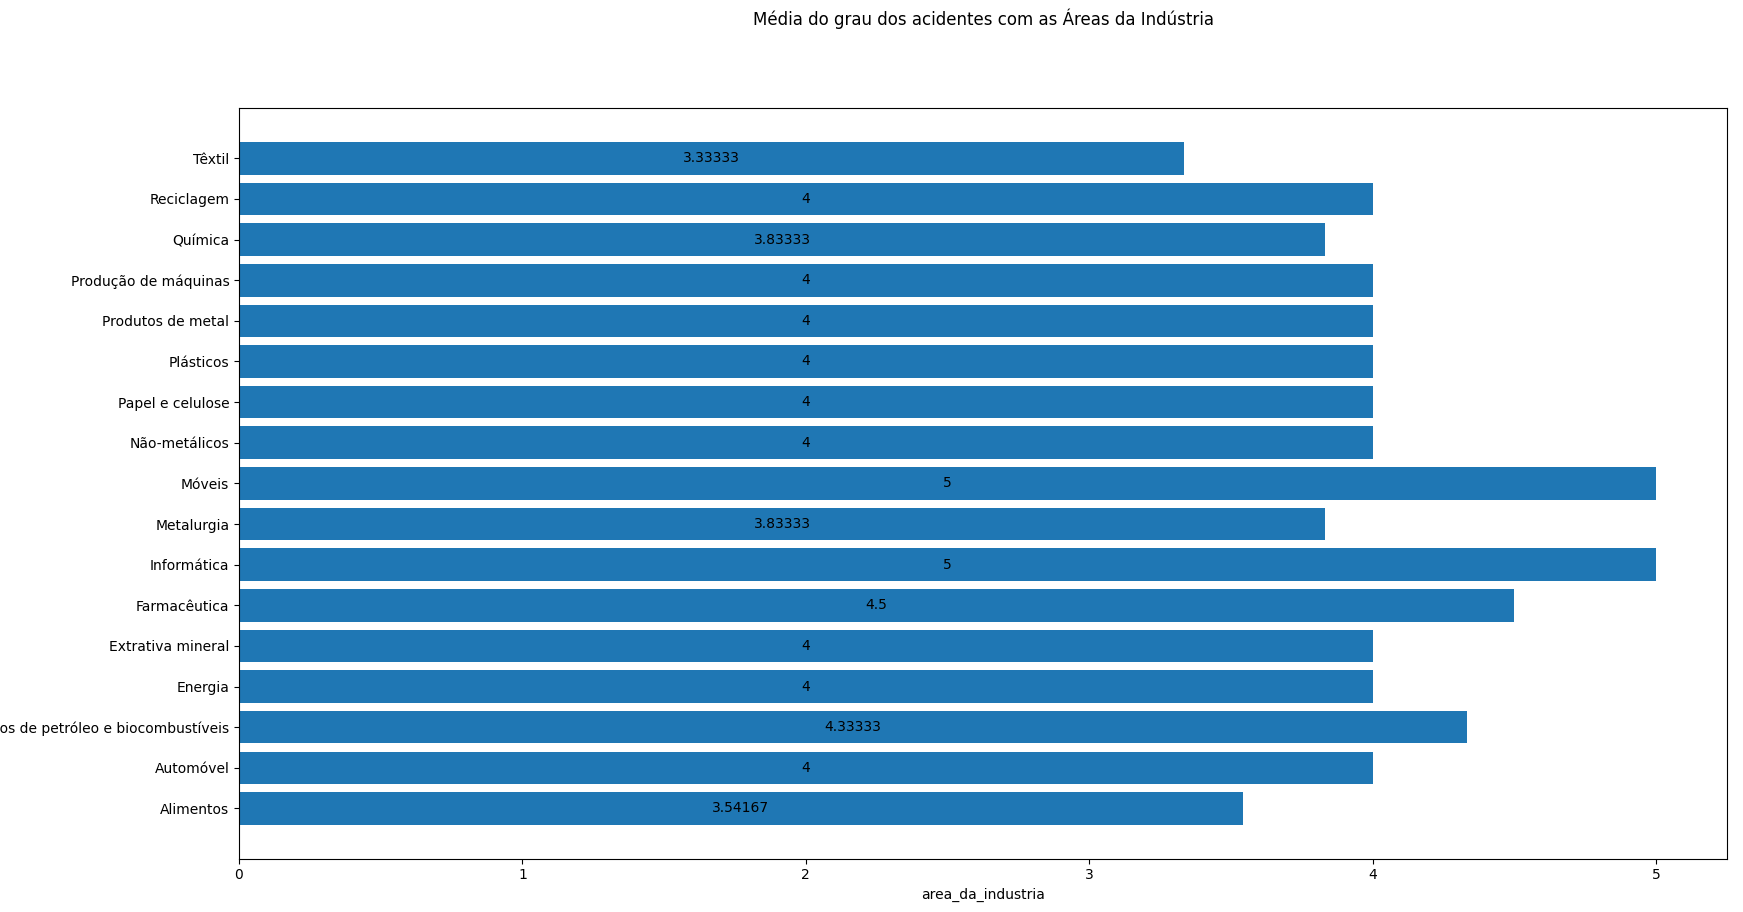 Média do grau dos acidentes com as Áreas da Indústria
Têxtil 3.33333
Reciclagem 4
Química 3.83333
Produção de máquinas 4
Produtos de metal 4
Plásticos 4
Papel e celulose 4
Não-metálicos 4
Móveis 5
Metalurgia 3.83333
Informática 5
Farmacêutica 4.5
Extrativa mineral 4
Energia 4
os de petróleo e biocombustíveis 4.33333
Automóvel 4
Alimentos 3.54167
0 1 2 3 4 5
area_da_industria